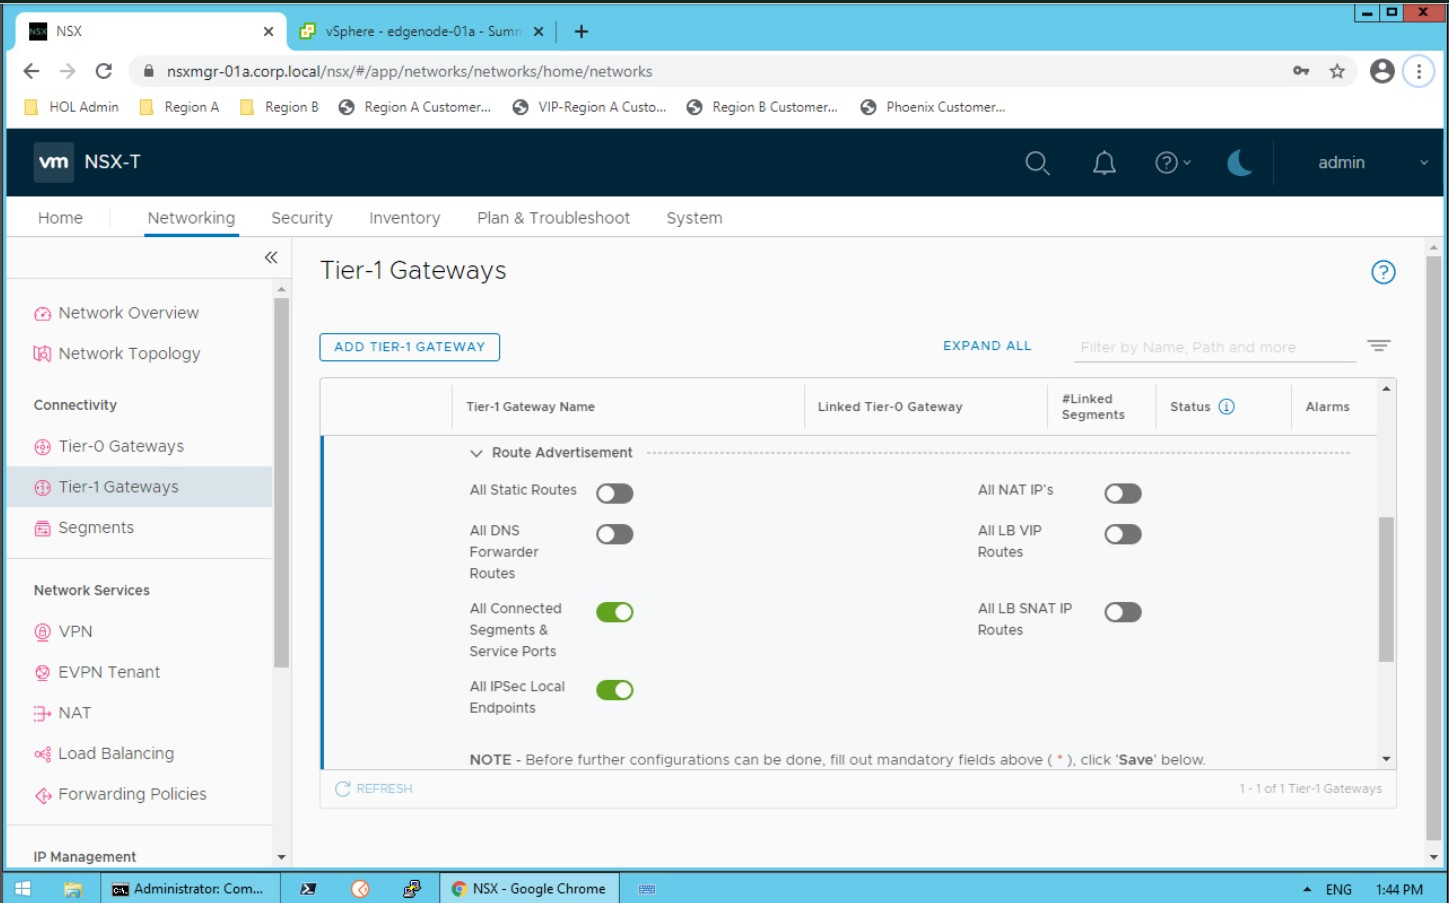 NSX
vSphere - edgenode-01a - Summ
nsxmgr-01a.corp.local/nsx/#/app/networks/networks/home/networks
HOL Admin
Region A
Region B
Region A Customer...
VIP-Region A Custo...
Region B Customer...
Phoenix Customer...
vm NSX-T
admin
Home
Networking
Security
Inventory
Plan & Troubleshoot
System
Network Overview
Network Topology
Connectivity
Tier-0 Gateways
Tier-1 Gateways
Segments
Network Services
VPN
EVPN Tenant
NAT
Load Balancing
Forwarding Policies
IP Management
Tier-1 Gateways
ADD TIER-1 GATEWAY
EXPAND ALL
Filter by Name, Path and more
Tier-1 Gateway Name
Linked Tier-0 Gateway
#Linked
Segments
Status
Alarms
Route Advertisement
All Static Routes
All NAT IP's
All DNS
Forwarder
Routes
All LB VIP
Routes
All Connected
Segments &
Service Ports
All LB SNAT IP
Routes
All IPSec Local
Endpoints
NOTE - Before further configurations can be done, fill out mandatory fields above ( * ), click 'Save' below.
REFRESH
1 - 1 of 1 Tier-1 Gateways
Administrator: Com...
NSX - Google Chrome
ENG
1:44 PM